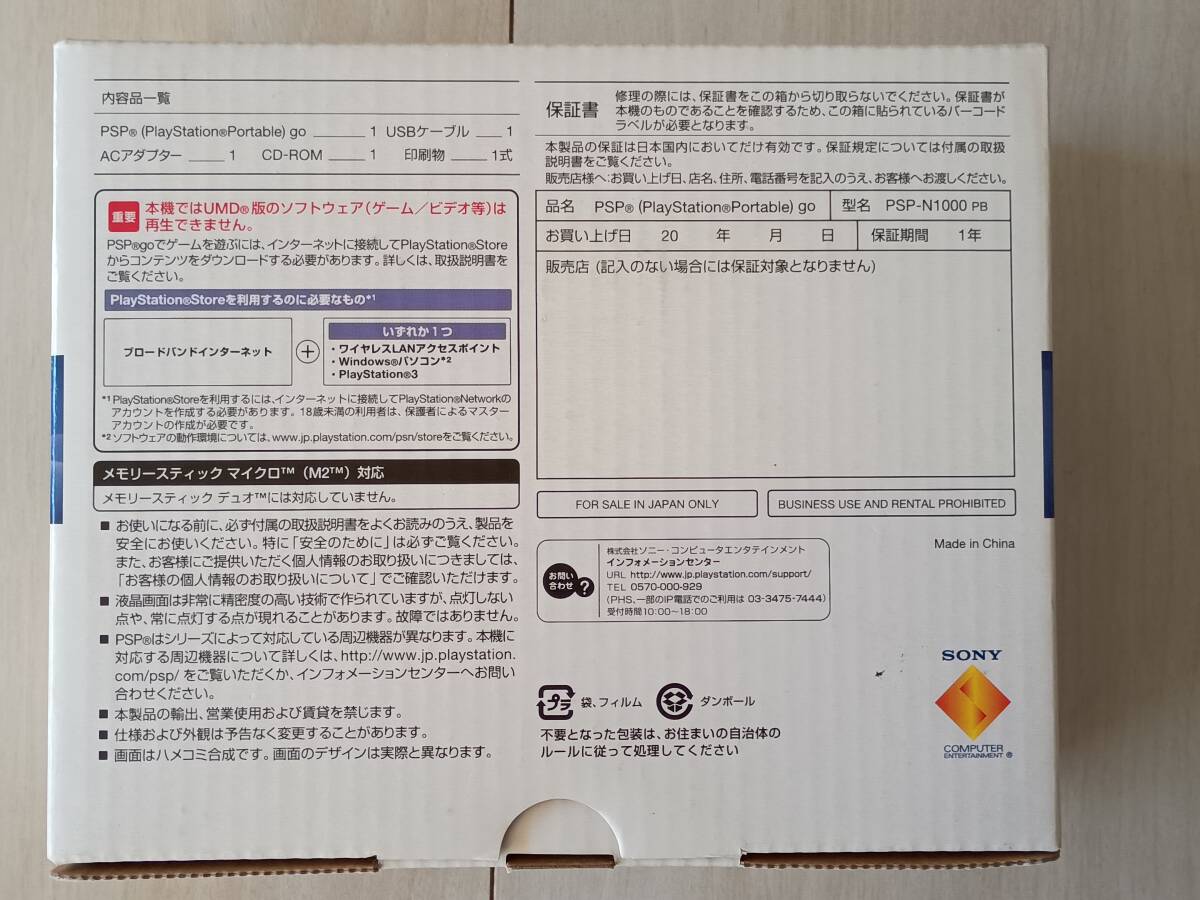 内容品一覧
PSP® (PlayStation®Portable) go 1 USBケーブル 1
ACアダプター 1 CD-ROM 1 印刷物 1式
重要
本機ではUMD®版のソフトウェア(ゲーム／ビデオ等)は
再生できません。
PSP®goでゲームを遊ぶには、インターネットに接続してPlayStation®Store
からコンテンツをダウンロードする必要があります。詳しくは、取扱説明書を
ご覧ください。
PlayStation®Storeを利用するのに必要なもの*1
ブロードバンドインターネット
+
いずれか1つ
・ワイヤレスLANアクセスポイント
・Windows®パソコン*2
・PlayStation®3
*1 PlayStation®Storeを利用するには、インターネットに接続してPlayStation®Networkの
アカウントを作成する必要があります。18歳未満の利用者は、保護者によるマスター
アカウントの作成が必要です。
*2 ソフトウェアの動作環境については、www.jp.playstation.com/psn/storeをご覧ください。
メモリースティック マイクロ™（M2™）対応
メモリースティック デュオ™には対応していません。
■ お使いになる前に、必ず付属の取扱説明書をよくお読みのうえ、製品を
安全にお使いください。特に「安全のために」は必ずご覧ください。
また、お客様にご提供いただく個人情報のお取り扱いにつきましては、
「お客様の個人情報のお取り扱いについて」でご確認いただけます。
■ 液晶画面は非常に精密度の高い技術で作られていますが、点灯しない
点や、常に点灯する点が現れることがあります。故障ではありません。
■ PSP®はシリーズによって対応している周辺機器が異なります。本機に
対応する周辺機器について詳しくは、http://www.jp.playstation.
com/psp/ をご覧いただくか、インフォメーションセンターへお問い
合わせください。
■ 本製品の輸出、営業使用および賃貸を禁じます。
■ 仕様および外観は予告なく変更することがあります。
■ 画面はハメコミ合成です。画面のデザインは実際と異なります。
保証書
修理の際には、保証書をこの箱から切り取らないでください。保証書が
本機のものであることを確認するため、この箱に貼られているバーコード
ラベルが必要となります。
本製品の保証は日本国内においてだけ有効です。保証規定については付属の取扱
説明書をご覧ください。
販売店様へ:お買い上げ日、店名、住所、電話番号を記入のうえ、お客様へお渡しください。
品名 PSP® (PlayStation®Portable) go 型名 PSP-N1000 PB
お買い上げ日 20 年 月 日 保証期間 1年
販売店 (記入のない場合には保証対象となりません)
FOR SALE IN JAPAN ONLY
BUSINESS USE AND RENTAL PROHIBITED
Made in China
お問い
合わせ
?
株式会社ソニー・コンピュータエンタテインメント
インフォメーションセンター
URL http://www.jp.playstation.com/support/
TEL 0570-000-929
(PHS、一部のIP電話でのご利用は 03-3475-7444)
受付時間10:00〜18:00
プラ 袋、フィルム ダンボール
不要となった包装は、お住まいの自治体の
ルールに従って処理してください
SONY
COMPUTER
ENTERTAINMENT ®